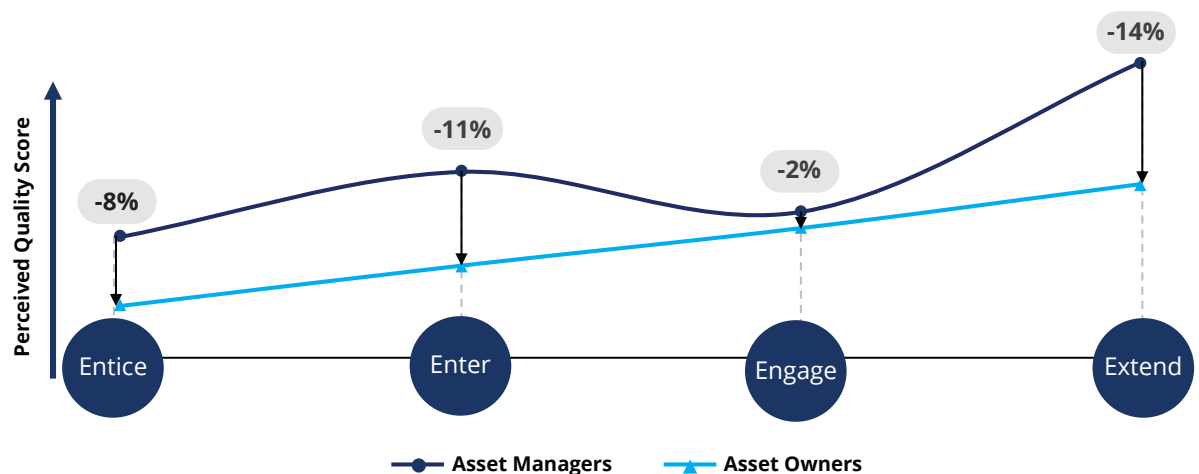 -14%
-11%
-2%
-8%
Perceived Quality Score
Entice
Enter
Engage
Extend
Asset Managers
Asset Owners